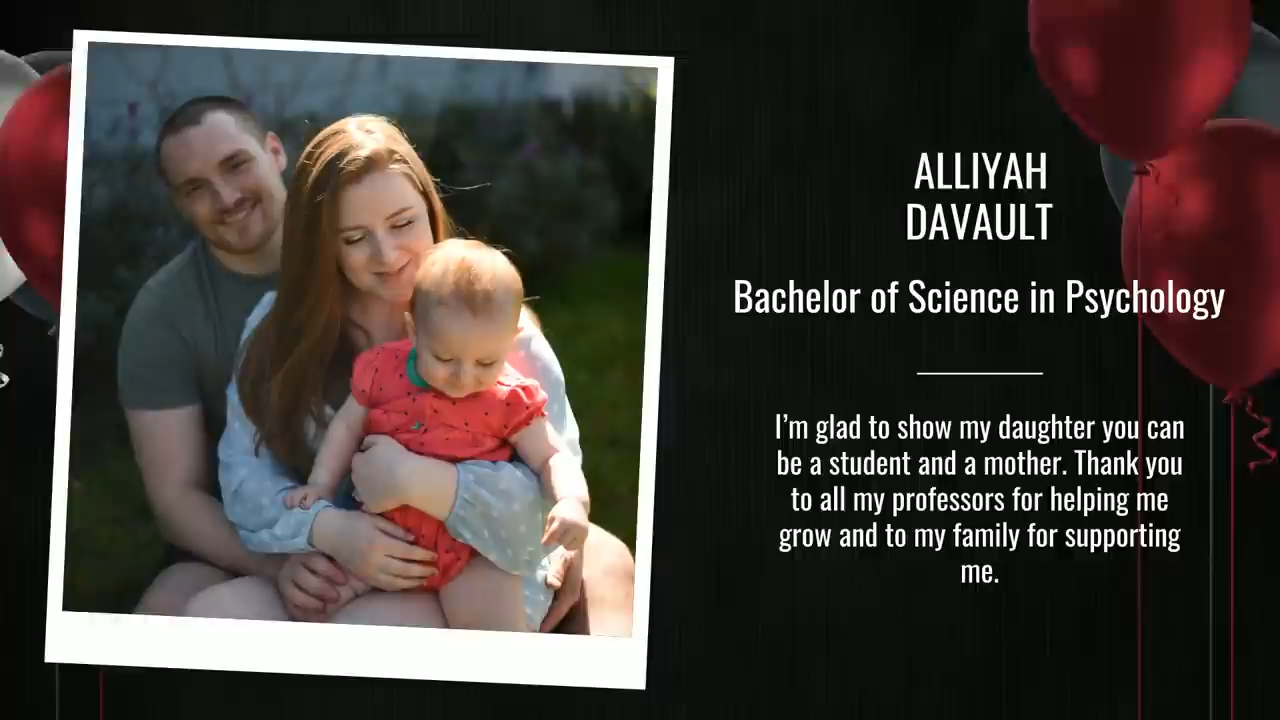 ALLIYAH
DAVAULT
Bachelor of Science in Psychology
I’m glad to show my daughter you can
be a student and a mother. Thank you
to all my professors for helping me
grow and to my family for supporting
me.